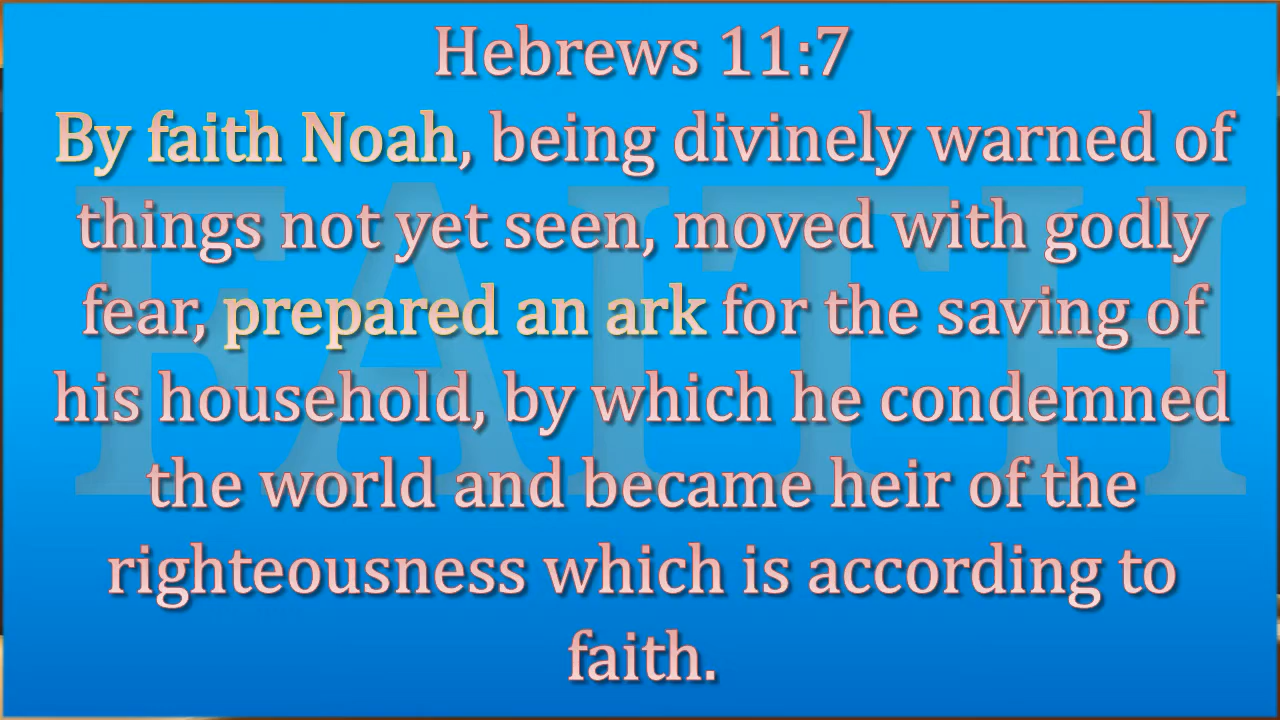 Hebrews 11:7
By faith Noah, being divinely warned of
things not yet seen, moved with godly
fear, prepared an ark for the saving of
his household, by which he condemned
the world and became heir of the
righteousness which is according to
faith.
FAITH